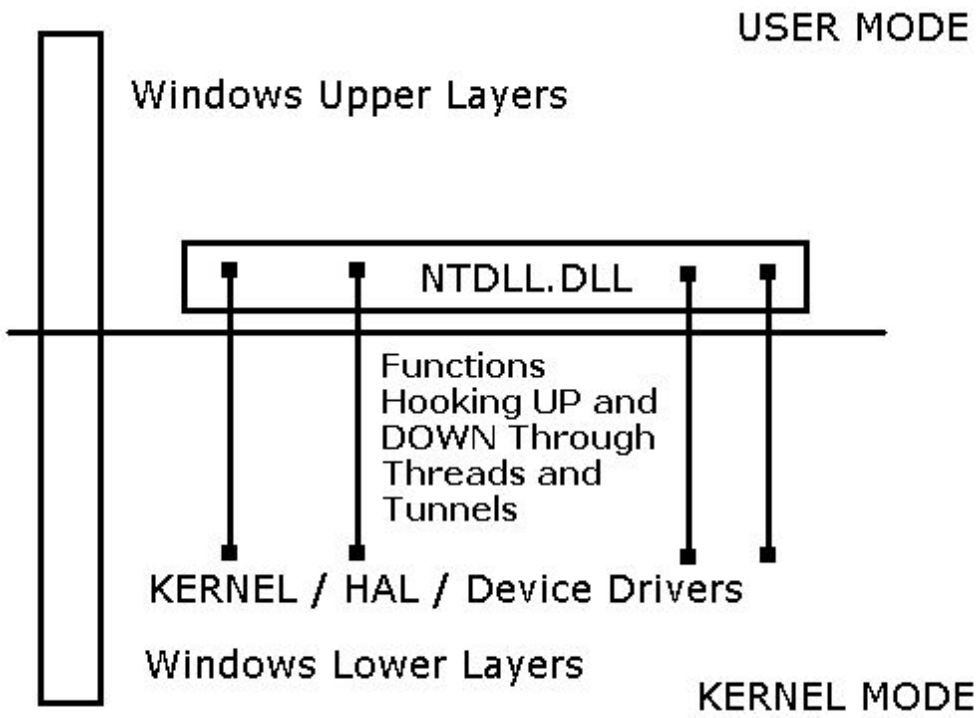 USER MODE
Windows Upper Layers
NTDLL.DLL
Functions
Hooking UP and
DOWN Through
Threads and
Tunnels
KERNEL / HAL / Device Drivers
Windows Lower Layers
KERNEL MODE